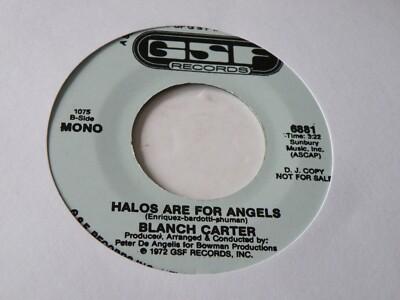 GSF
RECORDS
1075
B-Side
MONO
6881
Time: 3:22
Sunbury
Music, Inc.
(ASCAP)
D. J. COPY
NOT FOR SALE
HALOS ARE FOR ANGELS
(Enriquez-bardotti-shuman)
BLANCH CARTER
Produced, Arranged & Conducted by:
Peter De Angelis for Bowman Productions
© 1972 GSF RECORDS, INC.